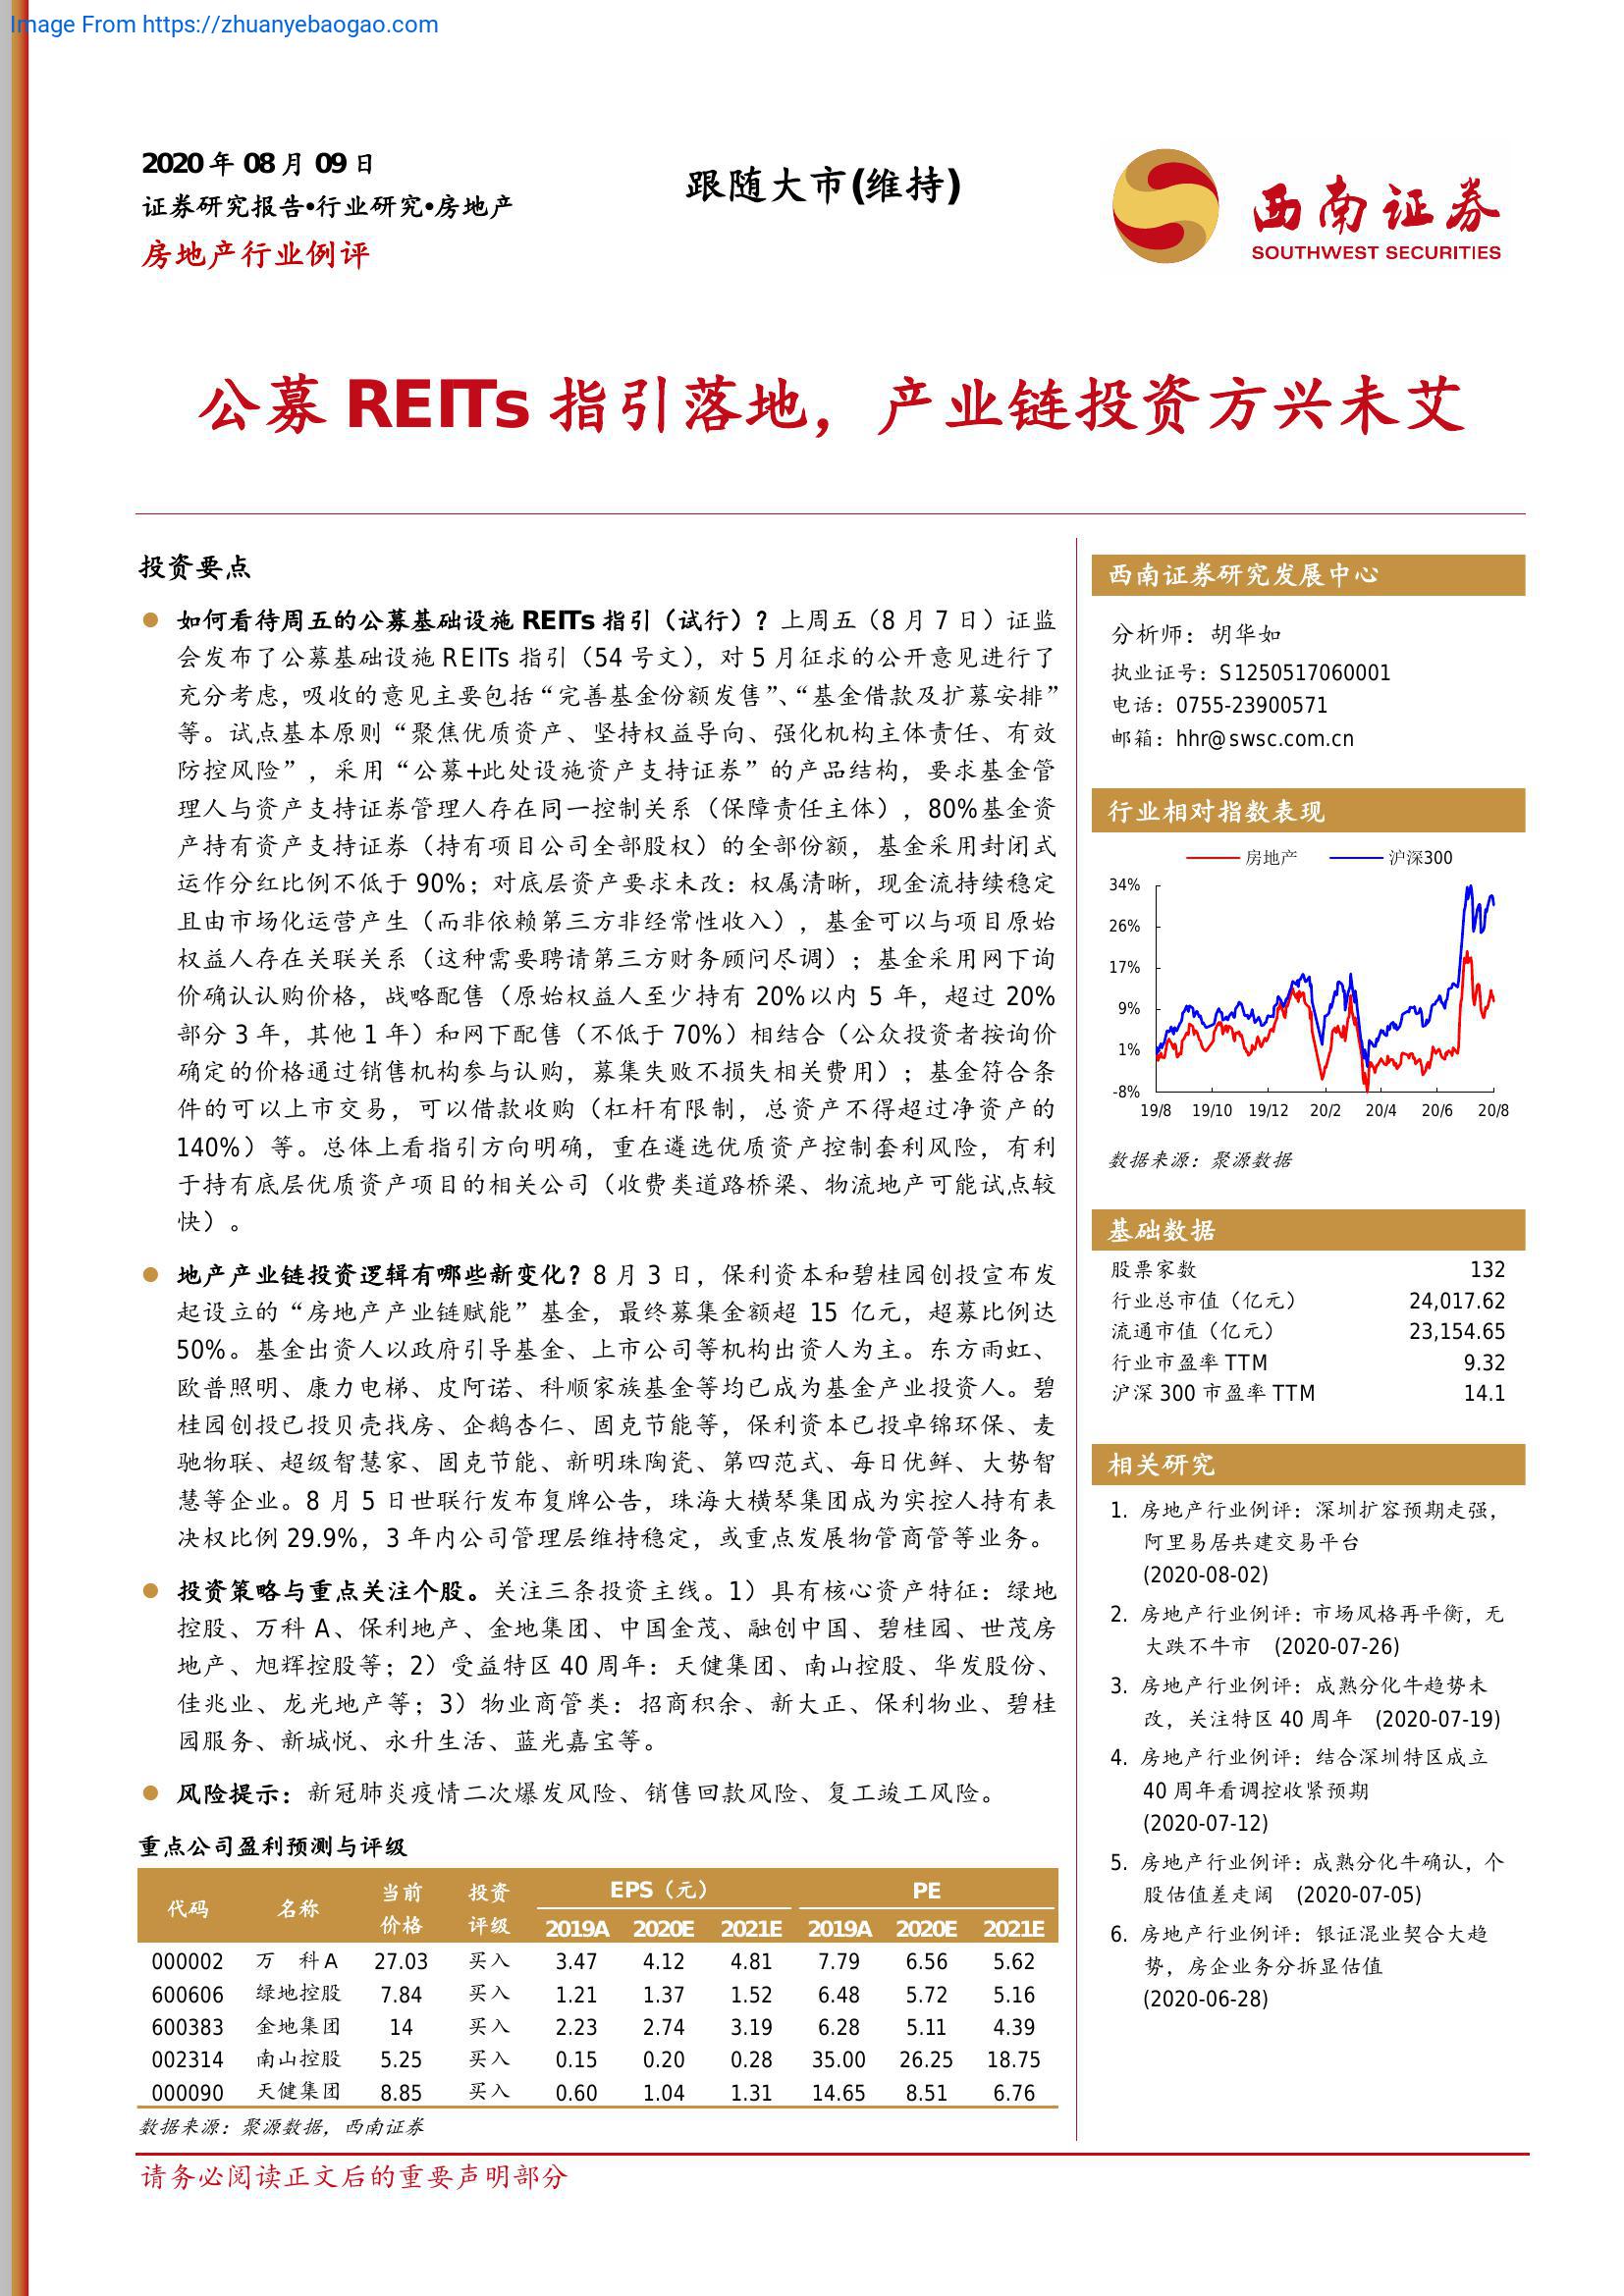 Image From https://zhuanyebaogao.com
2020 年 08 月 09 日
证券研究报告•行业研究•房地产
房地产行业例评
跟随大市(维持)
西南证券
SOUTHWEST SECURITIES
公募 REITs 指引落地，产业链投资方兴未艾
投资要点
如何看待周五的公募基础设施 REITs 指引（试行）？上周五（8 月 7 日）证监
会发布了公募基础设施 REITs 指引（54 号文），对 5 月征求的公开意见进行了
充分考虑，吸收的意见主要包括“完善基金份额发售”、“基金借款及扩募安排”
等。试点基本原则“聚焦优质资产、坚持权益导向、强化机构主体责任、有效
防控风险”，采用“公募+此处设施资产支持证券”的产品结构，要求基金管
理人与资产支持证券管理人存在同一控制关系（保障责任主体），80%基金资
产持有资产支持证券（持有项目公司全部股权）的全部份额，基金采用封闭式
运作分红比例不低于 90%；对底层资产要求未改：权属清晰，现金流持续稳定
且由市场化运营产生（而非依赖第三方非经常性收入），基金可以与项目原始
权益人存在关联关系（这种需要聘请第三方财务顾问尽调）；基金采用网下询
价确认认购价格，战略配售（原始权益人至少持有 20%以内 5 年，超过 20%
部分 3 年，其他 1 年）和网下配售（不低于 70%）相结合（公众投资者按询价
确定的价格通过销售机构参与认购，募集失败不损失相关费用）；基金符合条
件的可以上市交易，可以借款收购（杠杆有限制，总资产不得超过净资产的
140%）等。总体上看指引方向明确，重在遴选优质资产控制套利风险，有利
于持有底层优质资产项目的相关公司（收费类道路桥梁、物流地产可能试点较
快）。
地产产业链投资逻辑有哪些新变化？8 月 3 日，保利资本和碧桂园创投宣布发
起设立的“房地产产业链赋能”基金，最终募集金额超 15 亿元，超募比例达
50%。基金出资人以政府引导基金、上市公司等机构出资人为主。东方雨虹、
欧普照明、康力电梯、皮阿诺、科顺家族基金等均已成为基金产业投资人。碧
桂园创投已投贝壳找房、企鹅杏仁、固克节能等，保利资本已投卓锦环保、麦
驰物联、超级智慧家、固克节能、新明珠陶瓷、第四范式、每日优鲜、大势智
慧等企业。8 月 5 日世联行发布复牌公告，珠海大横琴集团成为实控人持有表
决权比例 29.9%，3 年内公司管理层维持稳定，或重点发展物管商管等业务。
投资策略与重点关注个股。关注三条投资主线。1）具有核心资产特征：绿地
控股、万科 A、保利地产、金地集团、中国金茂、融创中国、碧桂园、世茂房
地产、旭辉控股等；2）受益特区 40 周年：天健集团、南山控股、华发股份、
佳兆业、龙光地产等；3）物业商管类：招商积余、新大正、保利物业、碧桂
园服务、新城悦、永升生活、蓝光嘉宝等。
风险提示：新冠肺炎疫情二次爆发风险、销售回款风险、复工竣工风险。
重点公司盈利预测与评级
代码 名称 当前价格 投资评级 EPS（元） PE
2019A 2020E 2021E 2019A 2020E 2021E
000002 万 科A 27.03 买入 3.47 4.12 4.81 7.79 6.56 5.62
600606 绿地控股 7.84 买入 1.21 1.37 1.52 6.48 5.72 5.16
600383 金地集团 14 买入 2.23 2.74 3.19 6.28 5.11 4.39
002314 南山控股 5.25 买入 0.15 0.20 0.28 35.00 26.25 18.75
000090 天健集团 8.85 买入 0.60 1.04 1.31 14.65 8.51 6.76
数据来源：聚源数据，西南证券
西南证券研究发展中心
分析师：胡华如
执业证号：S1250517060001
电话：0755-23900571
邮箱：hhr@swsc.com.cn
行业相对指数表现
房地产 沪深300
34%
26%
17%
9%
1%
-8%
19/8 19/10 19/12 20/2 20/4 20/6 20/8
数据来源：聚源数据
基础数据
股票家数 132
行业总市值（亿元） 24,017.62
流通市值（亿元） 23,154.65
行业市盈率 TTM 9.32
沪深 300 市盈率 TTM 14.1
相关研究
1. 房地产行业例评：深圳扩容预期走强，
阿里易居共建交易平台
(2020-08-02)
2. 房地产行业例评：市场风格再平衡，无
大跌不牛市 (2020-07-26)
3. 房地产行业例评：成熟分化牛趋势未
改，关注特区 40 周年 (2020-07-19)
4. 房地产行业例评：结合深圳特区成立
40 周年看调控收紧预期
(2020-07-12)
5. 房地产行业例评：成熟分化牛确认，个
股估值差走阔 (2020-07-05)
6. 房地产行业例评：银证混业契合大趋
势，房企业务分拆显估值
(2020-06-28)
请务必阅读正文后的重要声明部分